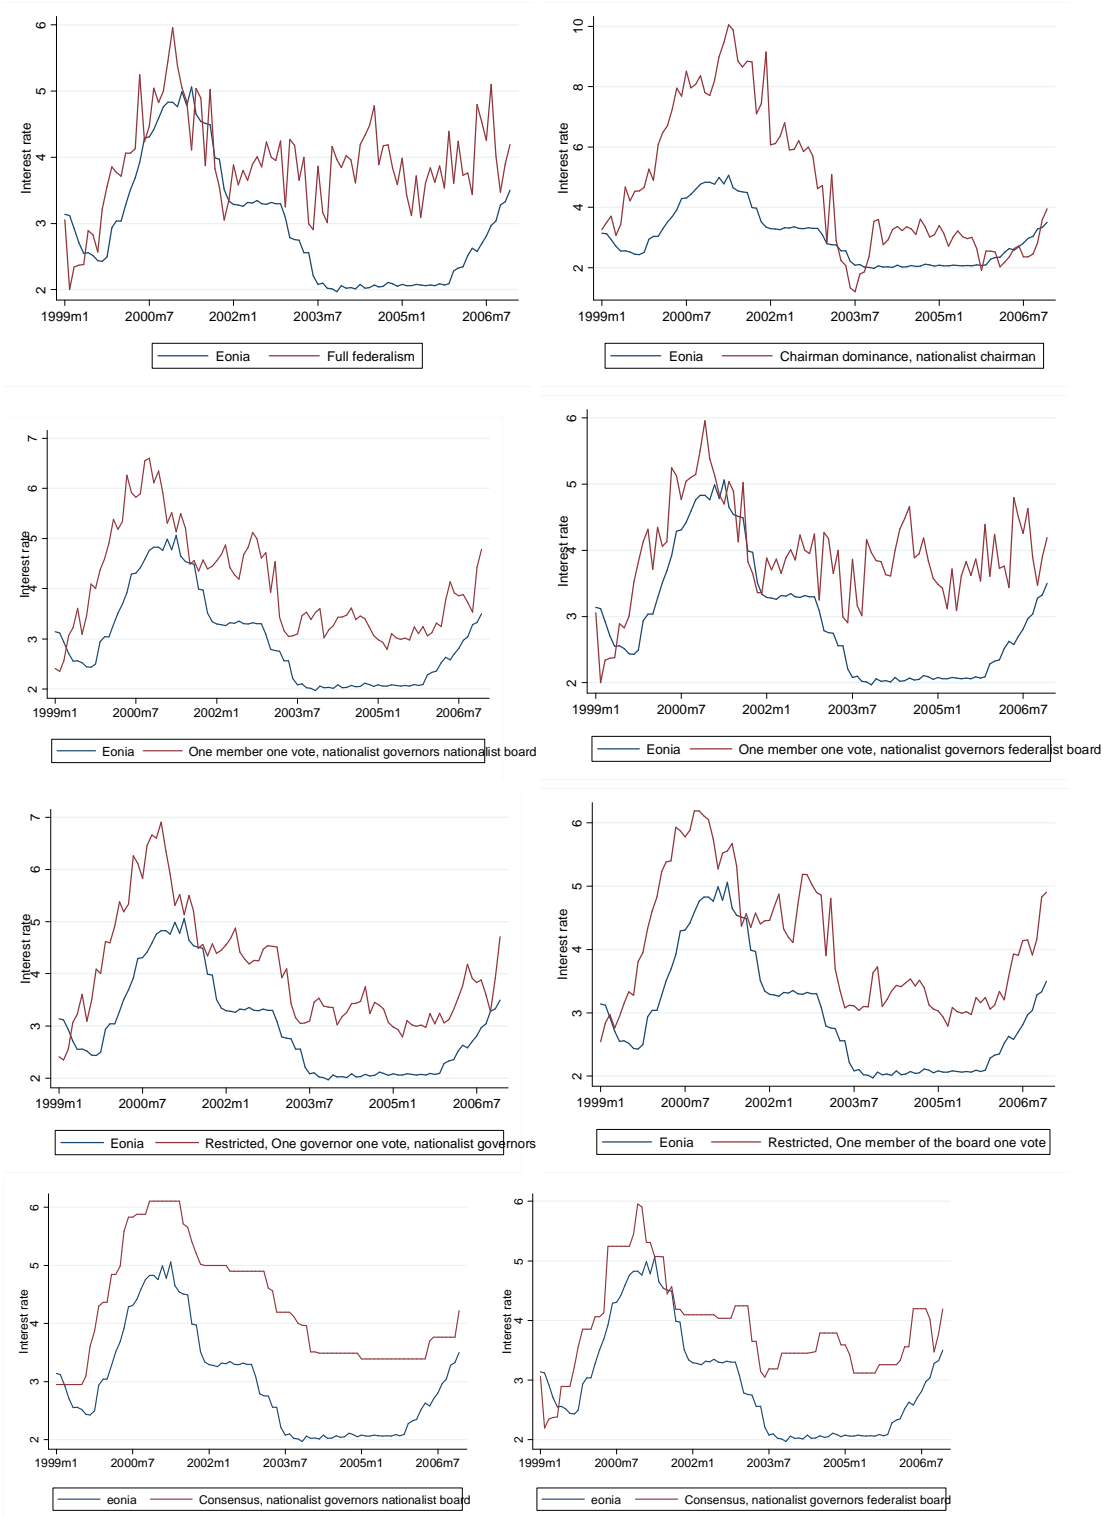 6
5
4
3
2
Interest rate
1999m1 2000m7 2002m1 2003m7 2005m1 2006m7
Eonia Full federalism
10
8
6
4
2
Interest rate
1999m1 2000m7 2002m1 2003m7 2005m1 2006m7
Eonia Chairman dominance, nationalist chairman
7
6
5
4
3
2
Interest rate
1999m1 2000m7 2002m1 2003m7 2005m1 2006m7
Eonia One member one vote, nationalist governors nationalist board
6
5
4
3
2
Interest rate
1999m1 2000m7 2002m1 2003m7 2005m1 2006m7
Eonia One member one vote, nationalist governors federalist board
7
6
5
4
3
2
Interest rate
1999m1 2000m7 2002m1 2003m7 2005m1 2006m7
Eonia Restricted, One governor one vote, nationalist governors
6
5
4
3
2
Interest rate
1999m1 2000m7 2002m1 2003m7 2005m1 2006m7
Eonia Restricted, One member of the board one vote
6
5
4
3
2
Interest rate
1999m1 2000m7 2002m1 2003m7 2005m1 2006m7
eonia Consensus, nationalist governors nationalist board
6
5
4
3
2
Interest rate
1999m1 2000m7 2002m1 2003m7 2005m1 2006m7
eonia Consensus, nationalist governors federalist board